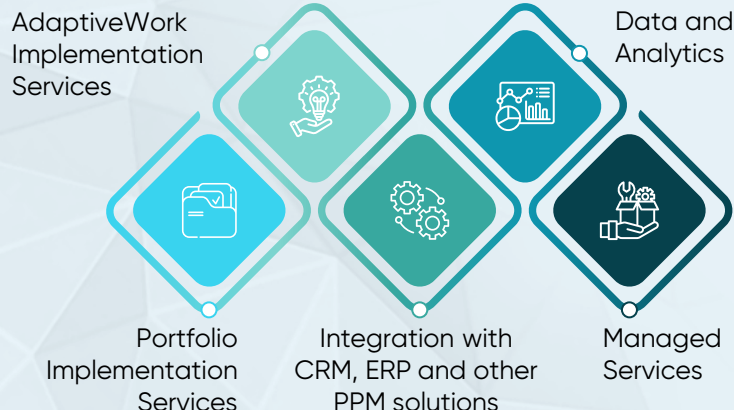 AdaptiveWork
Implementation
Services
Data and
Analytics
Portfolio
Implementation
Services
Integration with
CRM, ERP and other
PPM solutions
Managed
Services